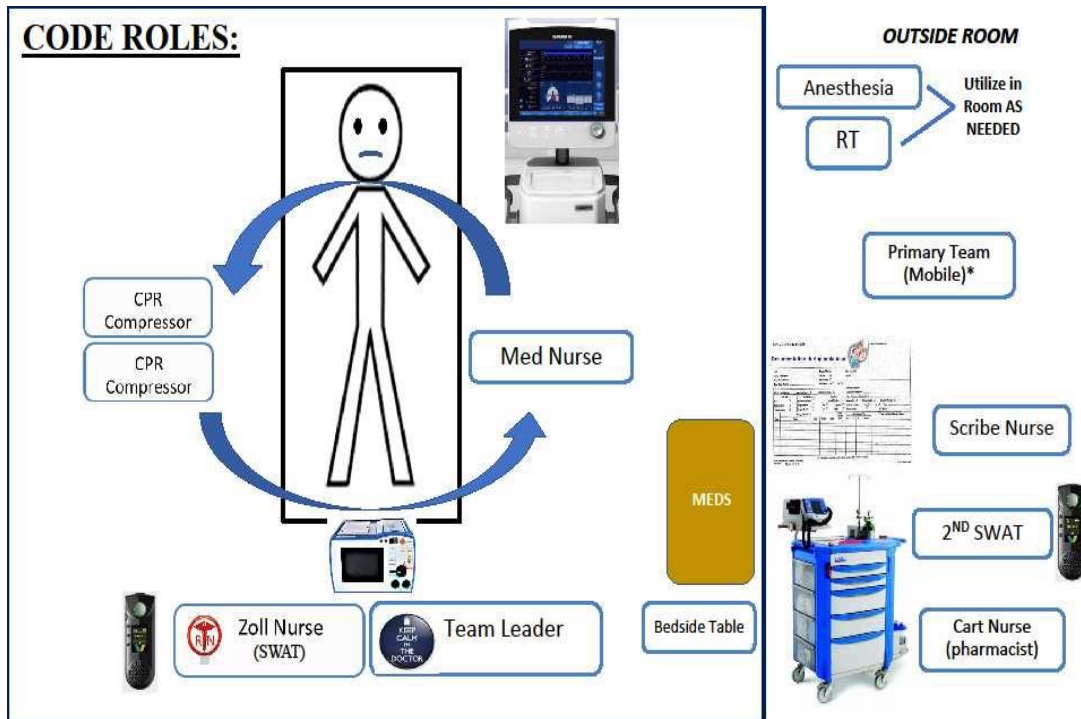 CODE ROLES:
OUTSIDE ROOM
Anesthesia
RT
Utilize in
Room AS
NEEDED
Primary Team
(Mobile)*
CPR
Compressor
CPR
Compressor
Med Nurse
MEDS
Scribe Nurse
2ND SWAT
Cart Nurse
(pharmacist)
Bedside Table
RN
Zoll Nurse
(SWAT)
KEEP
CALM
I'M
THE
DOCTOR
Team Leader